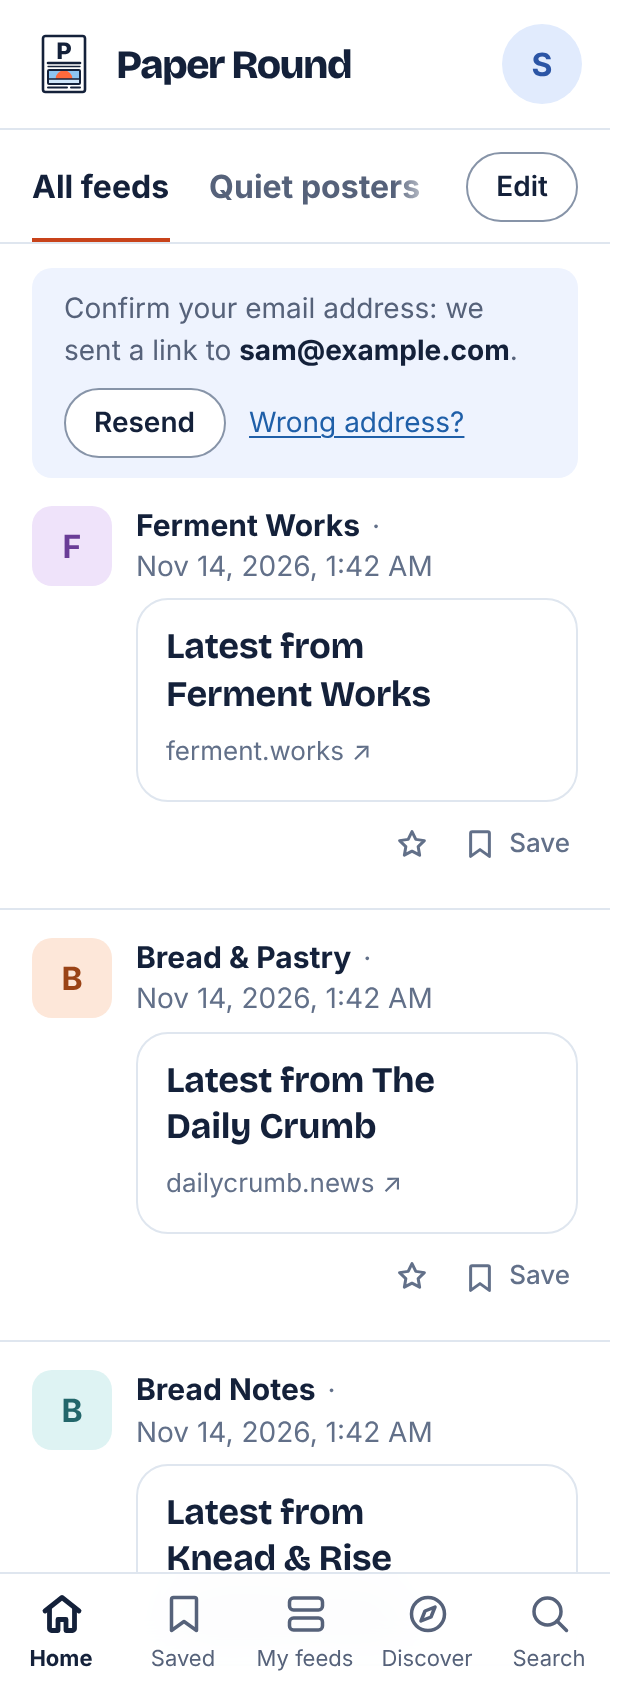 P
Paper Round
S
All feeds
Quiet posters
Edit
Confirm your email address: we
sent a link to sam@example.com.
Resend
Wrong address?
F
Ferment Works ·
Nov 14, 2026, 1:42 AM
Latest from
Ferment Works
ferment.works ↗
Save
B
Bread & Pastry ·
Nov 14, 2026, 1:42 AM
Latest from The
Daily Crumb
dailycrumb.news ↗
Save
B
Bread Notes ·
Nov 14, 2026, 1:42 AM
Latest from
Knead & Rise
Home
Saved
My feeds
Discover
Search